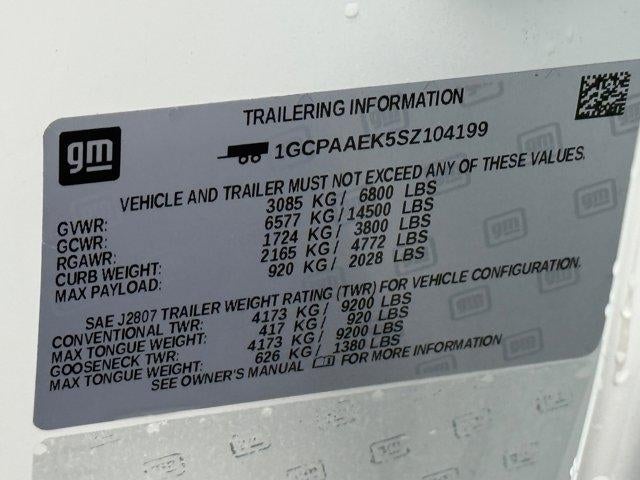 TRAILERING INFORMATION
gm
1GCPAAEK5SZ104199
VEHICLE AND TRAILER MUST NOT EXCEED ANY OF THESE VALUES.
GVWR: 3085 KG / 6800 LBS
GCWR: 6577 KG / 14500 LBS
RGAWR: 1724 KG / 3800 LBS
CURB WEIGHT: 2165 KG / 4772 LBS
MAX PAYLOAD: 920 KG / 2028 LBS
SAE J2807 TRAILER WEIGHT RATING (TWR) FOR VEHICLE CONFIGURATION.
CONVENTIONAL TWR: 4173 KG / 9200 LBS
MAX TONGUE WEIGHT: 417 KG / 920 LBS
GOOSENECK TWR: 4173 KG / 9200 LBS
MAX TONGUE WEIGHT: 626 KG / 1380 LBS
SEE OWNER'S MANUAL FOR MORE INFORMATION